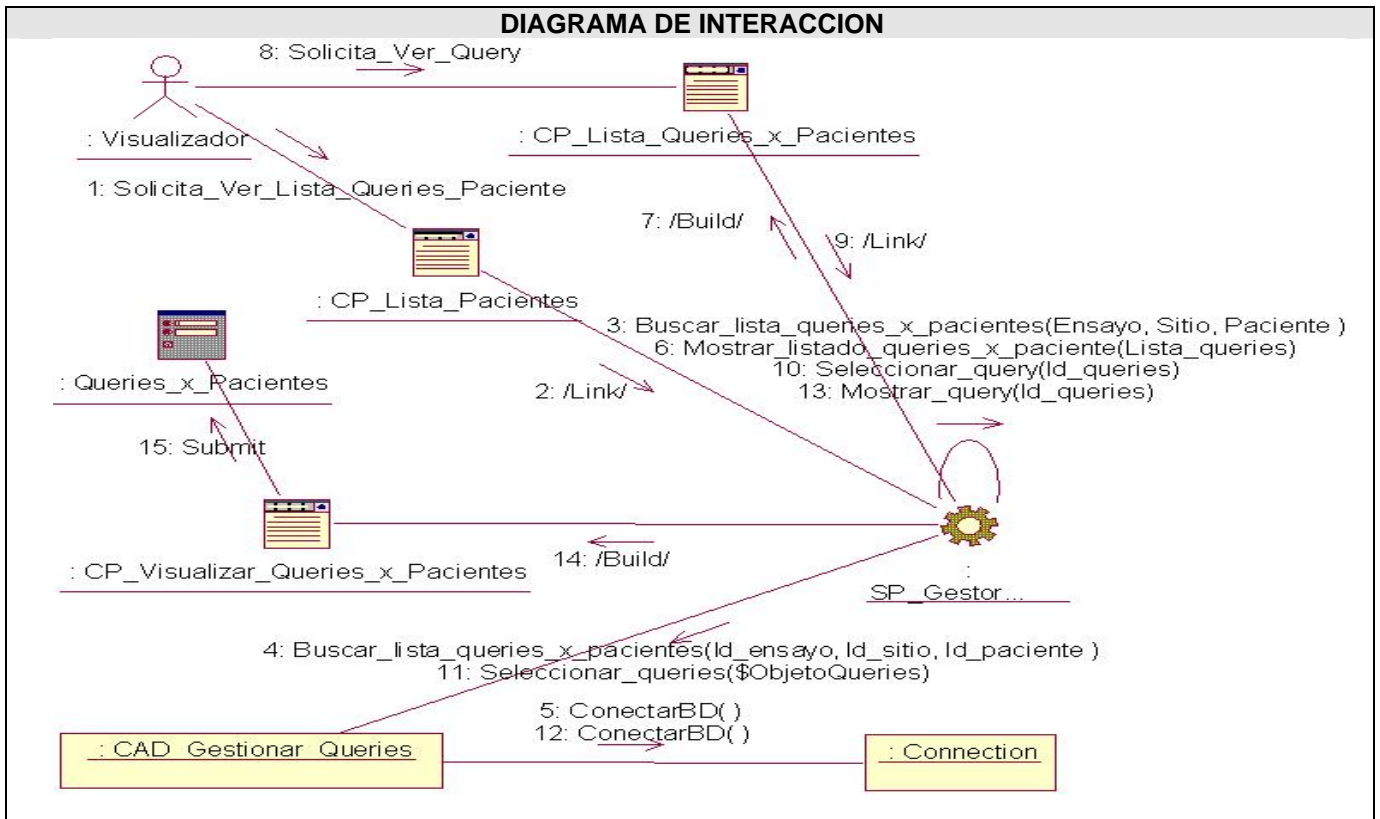 DIAGRAMA DE INTERACCION
8: Solicita_Ver_Query
: Visualizador
: CP_Lista_Queries_x_Pacientes
1: Solicita_Ver_Lista_Queries_Paciente
7: /Build/
9: /Link/
: CP_Lista_Pacientes
3: Buscar_lista_queries_x_pacientes(Ensayo, Sitio, Paciente )
6: Mostrar_listado_queries_x_paciente(Lista_queries)
10: Seleccionar_query(Id_queries)
13: Mostrar_query(Id_queries)
: Queries_x_Pacientes
2: /Link/
15: Submit
14: /Build/
: CP_Visualizar_Queries_x_Pacientes
:
SP_Gestor...
4: Buscar_lista_queries_x_pacientes(Id_ensayo, Id_sitio, Id_paciente )
11: Seleccionar_queries($ObjetoQueries)
5: ConectarBD( )
12: ConectarBD( )
: CAD_Gestionar_Queries
: Connection